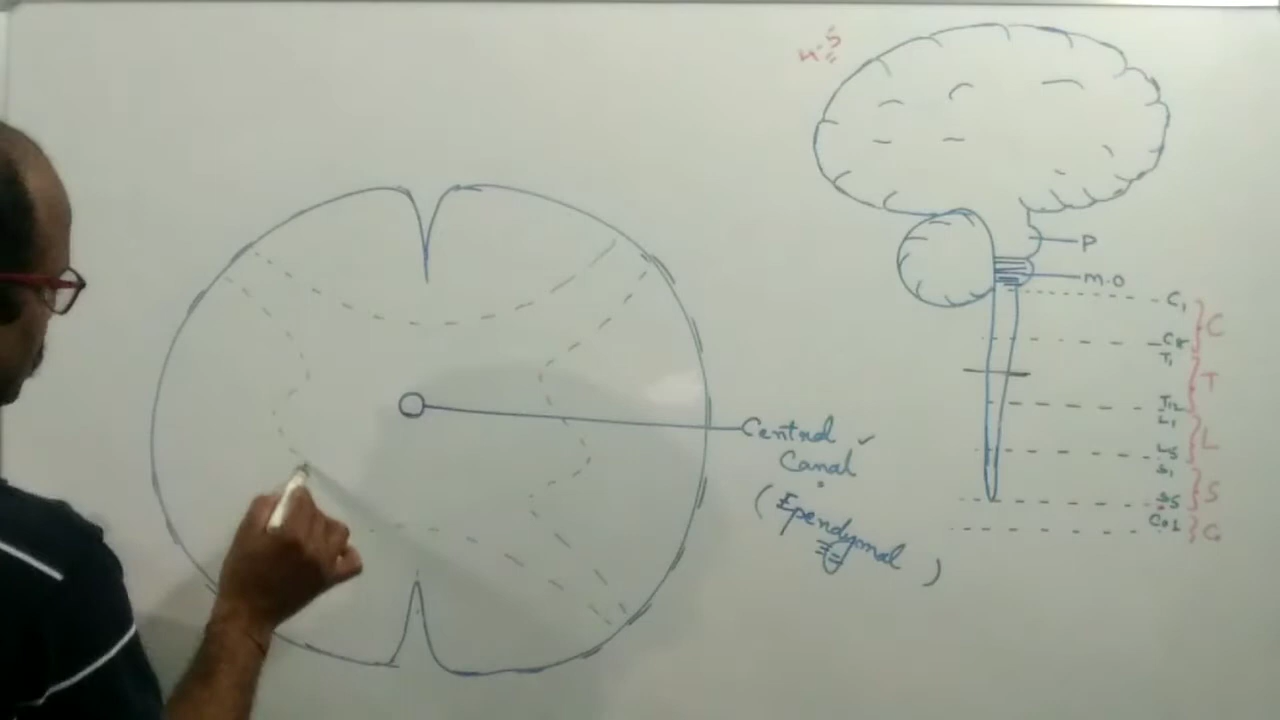 P
m.o
C1
C8
T1
T12
L1
L5
S1
S5
Co1
C
T
L
S
C
Central
Canal
(Ependymal)